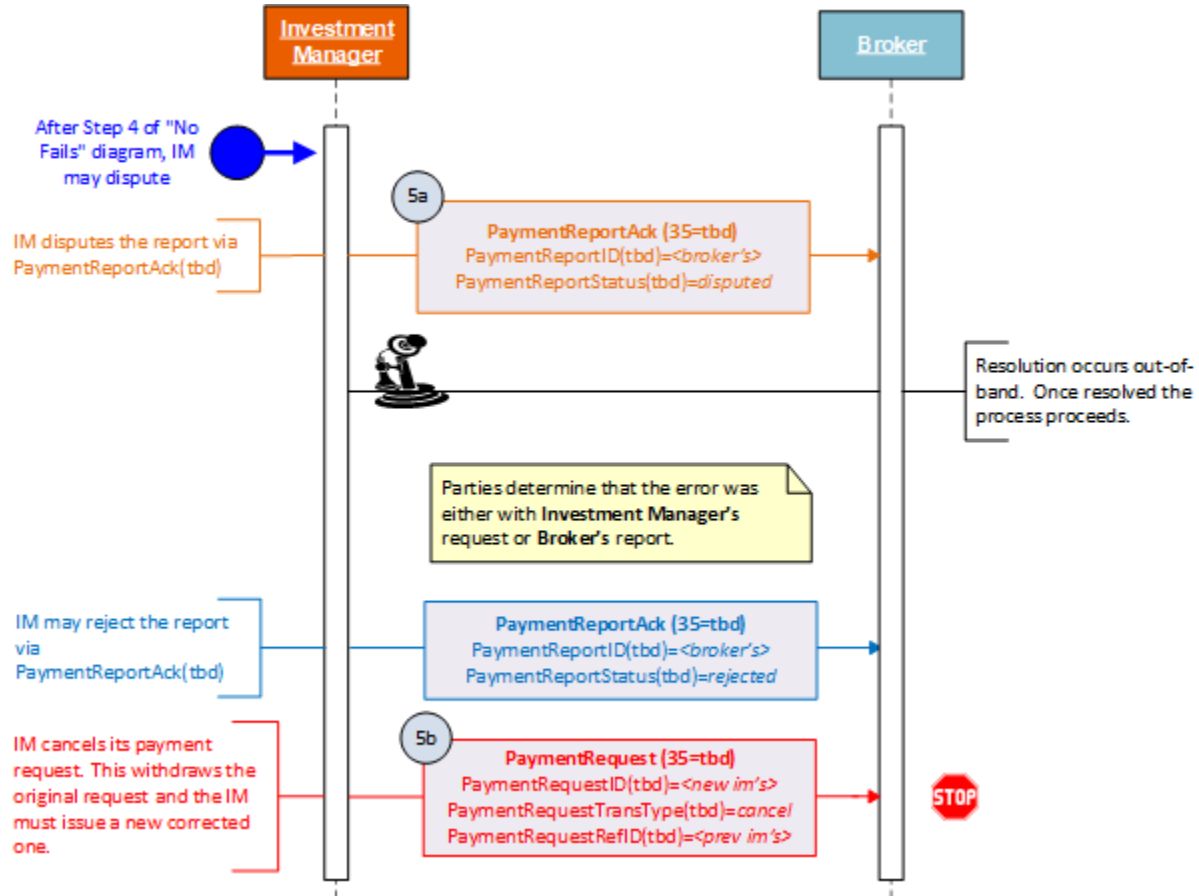 Investment
Manager
Broker
After Step 4 of "No
Fails" diagram, IM
may dispute
5a
IM disputes the report via
PaymentReportAck(tbd)
PaymentReportAck (35=tbd)
PaymentReportID(tbd)=<broker's>
PaymentReportStatus(tbd)=disputed
Resolution occurs out-of-
band. Once resolved the
process proceeds.
Parties determine that the error was
either with Investment Manager's
request or Broker's report.
IM may reject the report
via
PaymentReportAck(tbd)
PaymentReportAck (35=tbd)
PaymentReportID(tbd)=<broker's>
PaymentReportStatus(tbd)=rejected
5b
IM cancels its payment
request. This withdraws the
original request and the IM
must issue a new corrected
one.
PaymentRequest (35=tbd)
PaymentRequestID(tbd)=<new im's>
PaymentRequestTransType(tbd)=cancel
PaymentRequestRefID(tbd)=<prev im's>
STOP